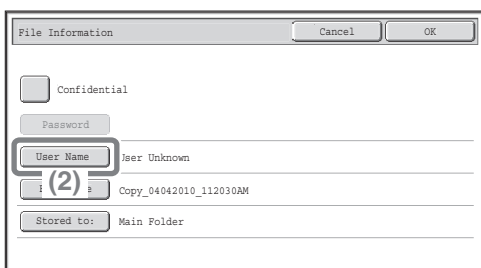 File Information Cancel OK
Confidential
Password
User Name User Unknown
(2) Copy_04042010_112030AM
Stored to: Main Folder